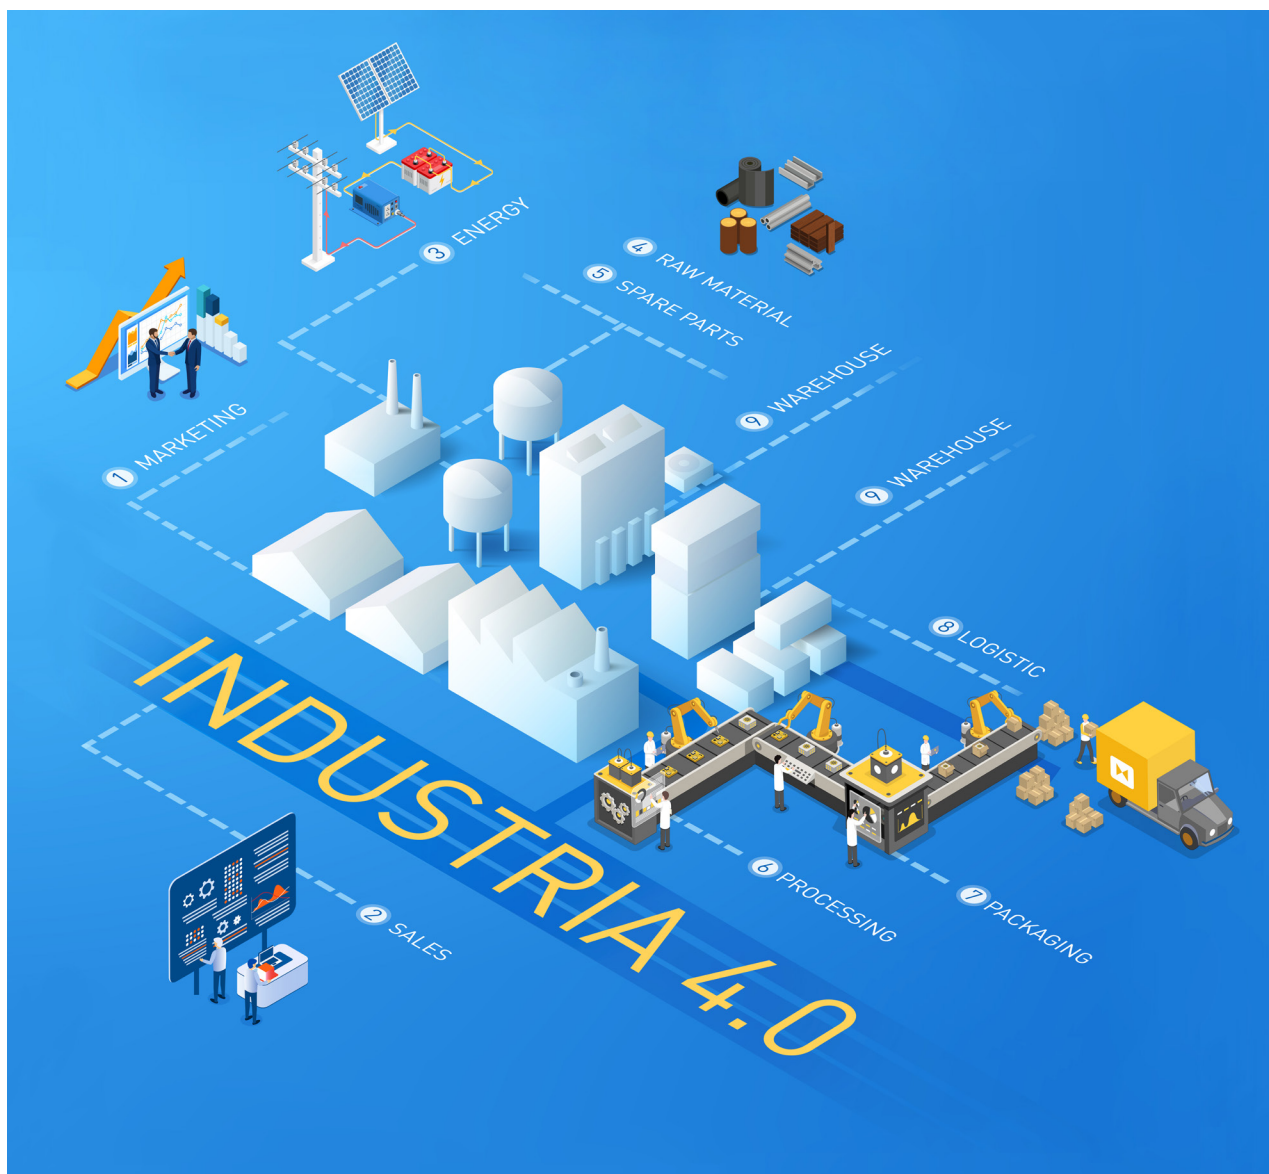 3 ENERGY
4 RAW MATERIAL
5 SPARE PARTS
9 WAREHOUSE
1 MARKETING
9 WAREHOUSE
8 LOGISTIC
INDUSTRIA 4.0
6 PROCESSING
7 PACKAGING
2 SALES